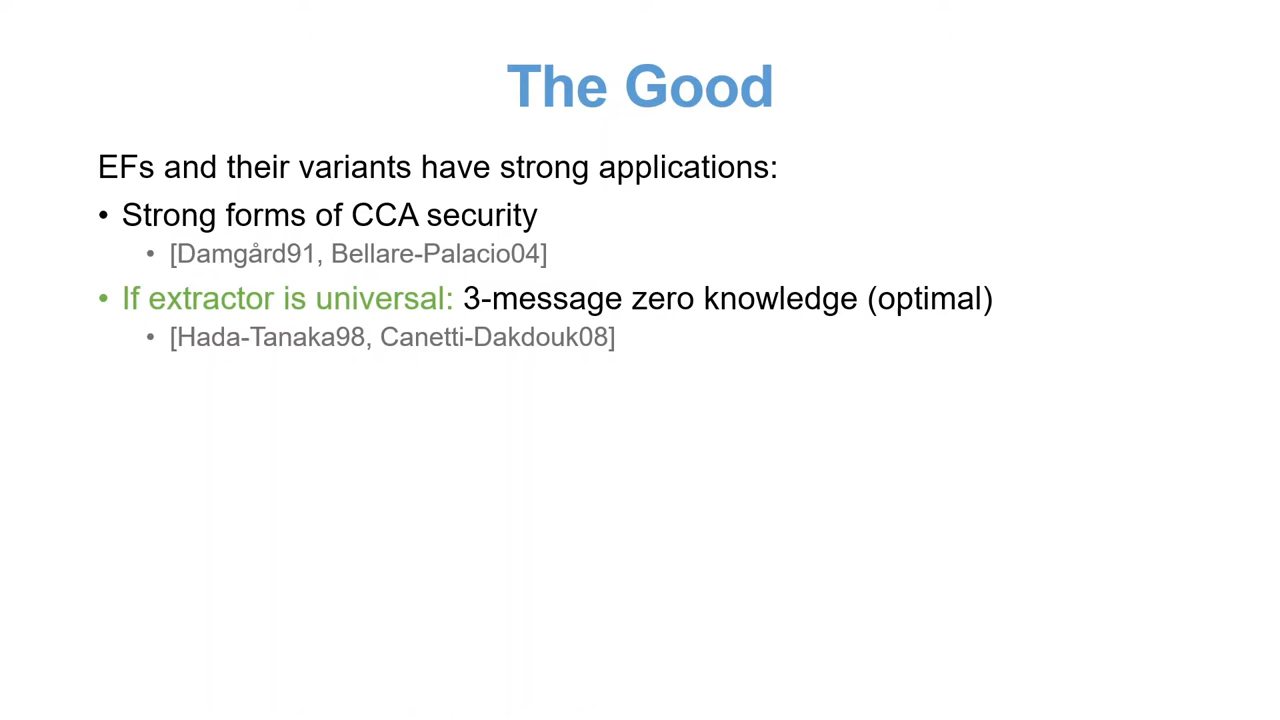 The Good
EFs and their variants have strong applications:
• Strong forms of CCA security
• [Damgård91, Bellare-Palacio04]
• If extractor is universal: 3-message zero knowledge (optimal)
• [Hada-Tanaka98, Canetti-Dakdouk08]